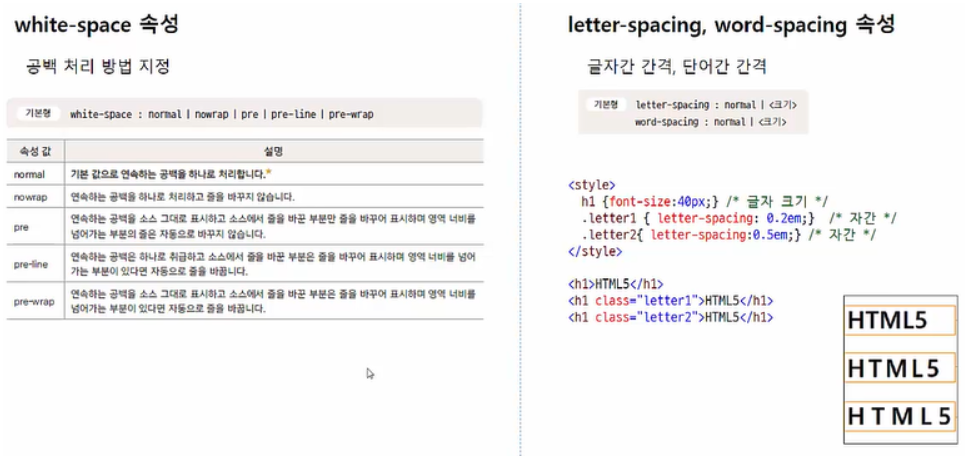 white-space 속성
공백 처리 방법 지정
기본형 white-space : normal | nowrap | pre | pre-line | pre-wrap
속성 값 설명
normal 기본 값으로 연속하는 공백을 하나로 처리합니다.*
nowrap 연속하는 공백을 하나로 처리하고 줄을 바꾸지 않습니다.
pre 연속하는 공백을 소스 그대로 표시하고 소스에서 줄을 바꾼 부분만 줄을 바꾸어 표시하며 영역 너비를
넘어가는 부분의 줄은 자동으로 바꾸지 않습니다.
pre-line 연속하는 공백은 하나로 취급하고 소스에서 줄을 바꾼 부분은 줄을 바꾸어 표시하며 영역 너비를 넘어
가는 부분이 있다면 자동으로 줄을 바꿉니다.
pre-wrap 연속하는 공백을 소스 그대로 표시하고 소스에서 줄을 바꾼 부분은 줄을 바꾸어 표시하며 영역 너비를
넘어가는 부분이 있다면 자동으로 줄을 바꿉니다.
letter-spacing, word-spacing 속성
글자간 간격, 단어간 간격
기본형 letter-spacing : normal | <크기>
word-spacing : normal | <크기>
<style>
h1 {font-size:40px;} /* 글자 크기 */
.letter1 { letter-spacing: 0.2em;} /* 자간 */
.letter2{ letter-spacing:0.5em;} /* 자간 */
</style>
<h1>HTML5</h1>
<h1 class="letter1">HTML5</h1>
<h1 class="letter2">HTML5</h1>
HTML5
HTML5
HTML5